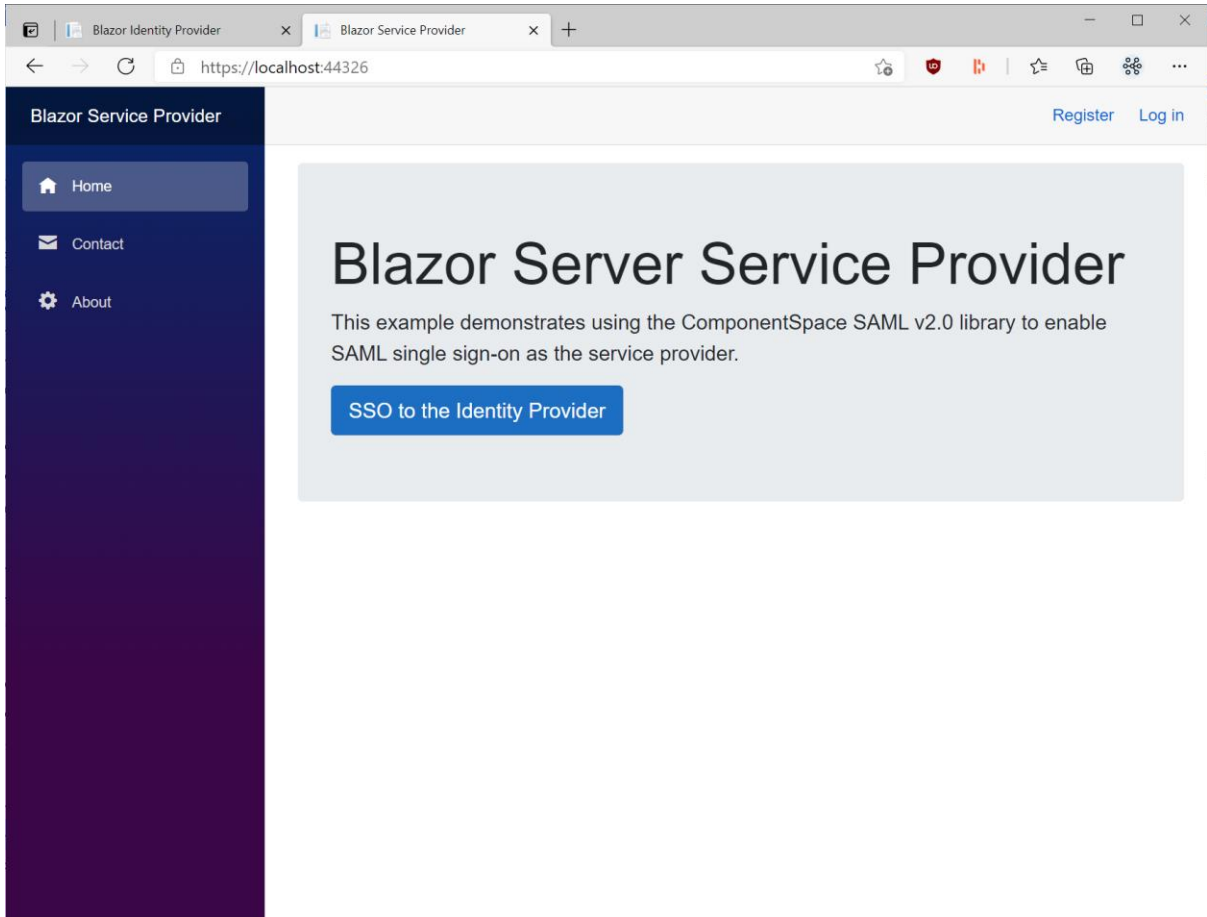 Blazor Identity Provider
Blazor Service Provider
https://localhost:44326
Blazor Service Provider
Register
Log in
Home
Contact
About
Blazor Server Service Provider
This example demonstrates using the ComponentSpace SAML v2.0 library to enable
SAML single sign-on as the service provider.
SSO to the Identity Provider